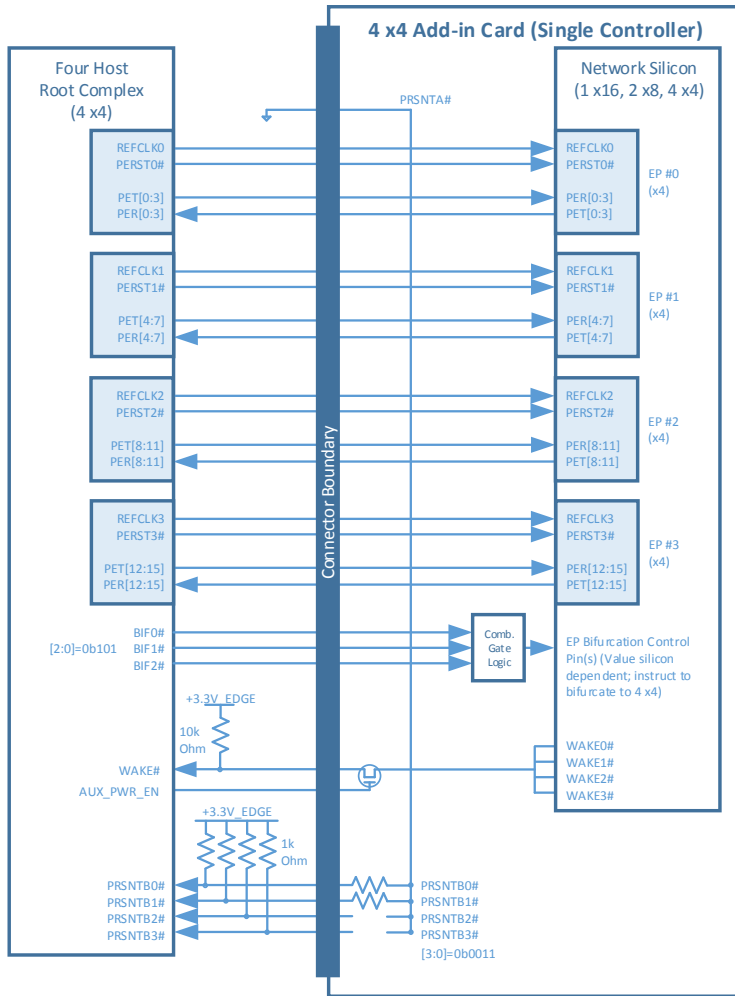 4 x4 Add-in Card (Single Controller)
Four Host
Root Complex
(4 x4)
Network Silicon
(1 x16, 2 x8, 4 x4)
PRSNTA#
REFCLK0
PERST0#
PET[0:3]
PER[0:3]
REFCLK0
PERST0#
PER[0:3]
PET[0:3]
EP #0
(x4)
REFCLK1
PERST1#
PET[4:7]
PER[4:7]
REFCLK1
PERST1#
PER[4:7]
PET[4:7]
EP #1
(x4)
REFCLK2
PERST2#
PET[8:11]
PER[8:11]
REFCLK2
PERST2#
PER[8:11]
PET[8:11]
EP #2
(x4)
REFCLK3
PERST3#
PET[12:15]
PER[12:15]
REFCLK3
PERST3#
PER[12:15]
PET[12:15]
EP #3
(x4)
Connector Boundary
BIF0#
BIF1#
BIF2#
[2:0]=0b101
Comb.
Gate
Logic
EP Bifurcation Control
Pin(s) (Value silicon
dependent; instruct to
bifurcate to 4 x4)
+3.3V_EDGE
10k
Ohm
WAKE#
AUX_PWR_EN
WAKE0#
WAKE1#
WAKE2#
WAKE3#
+3.3V_EDGE
1k
Ohm
PRSNTB0#
PRSNTB1#
PRSNTB2#
PRSNTB3#
PRSNTB0#
PRSNTB1#
PRSNTB2#
PRSNTB3#
[3:0]=0b0011